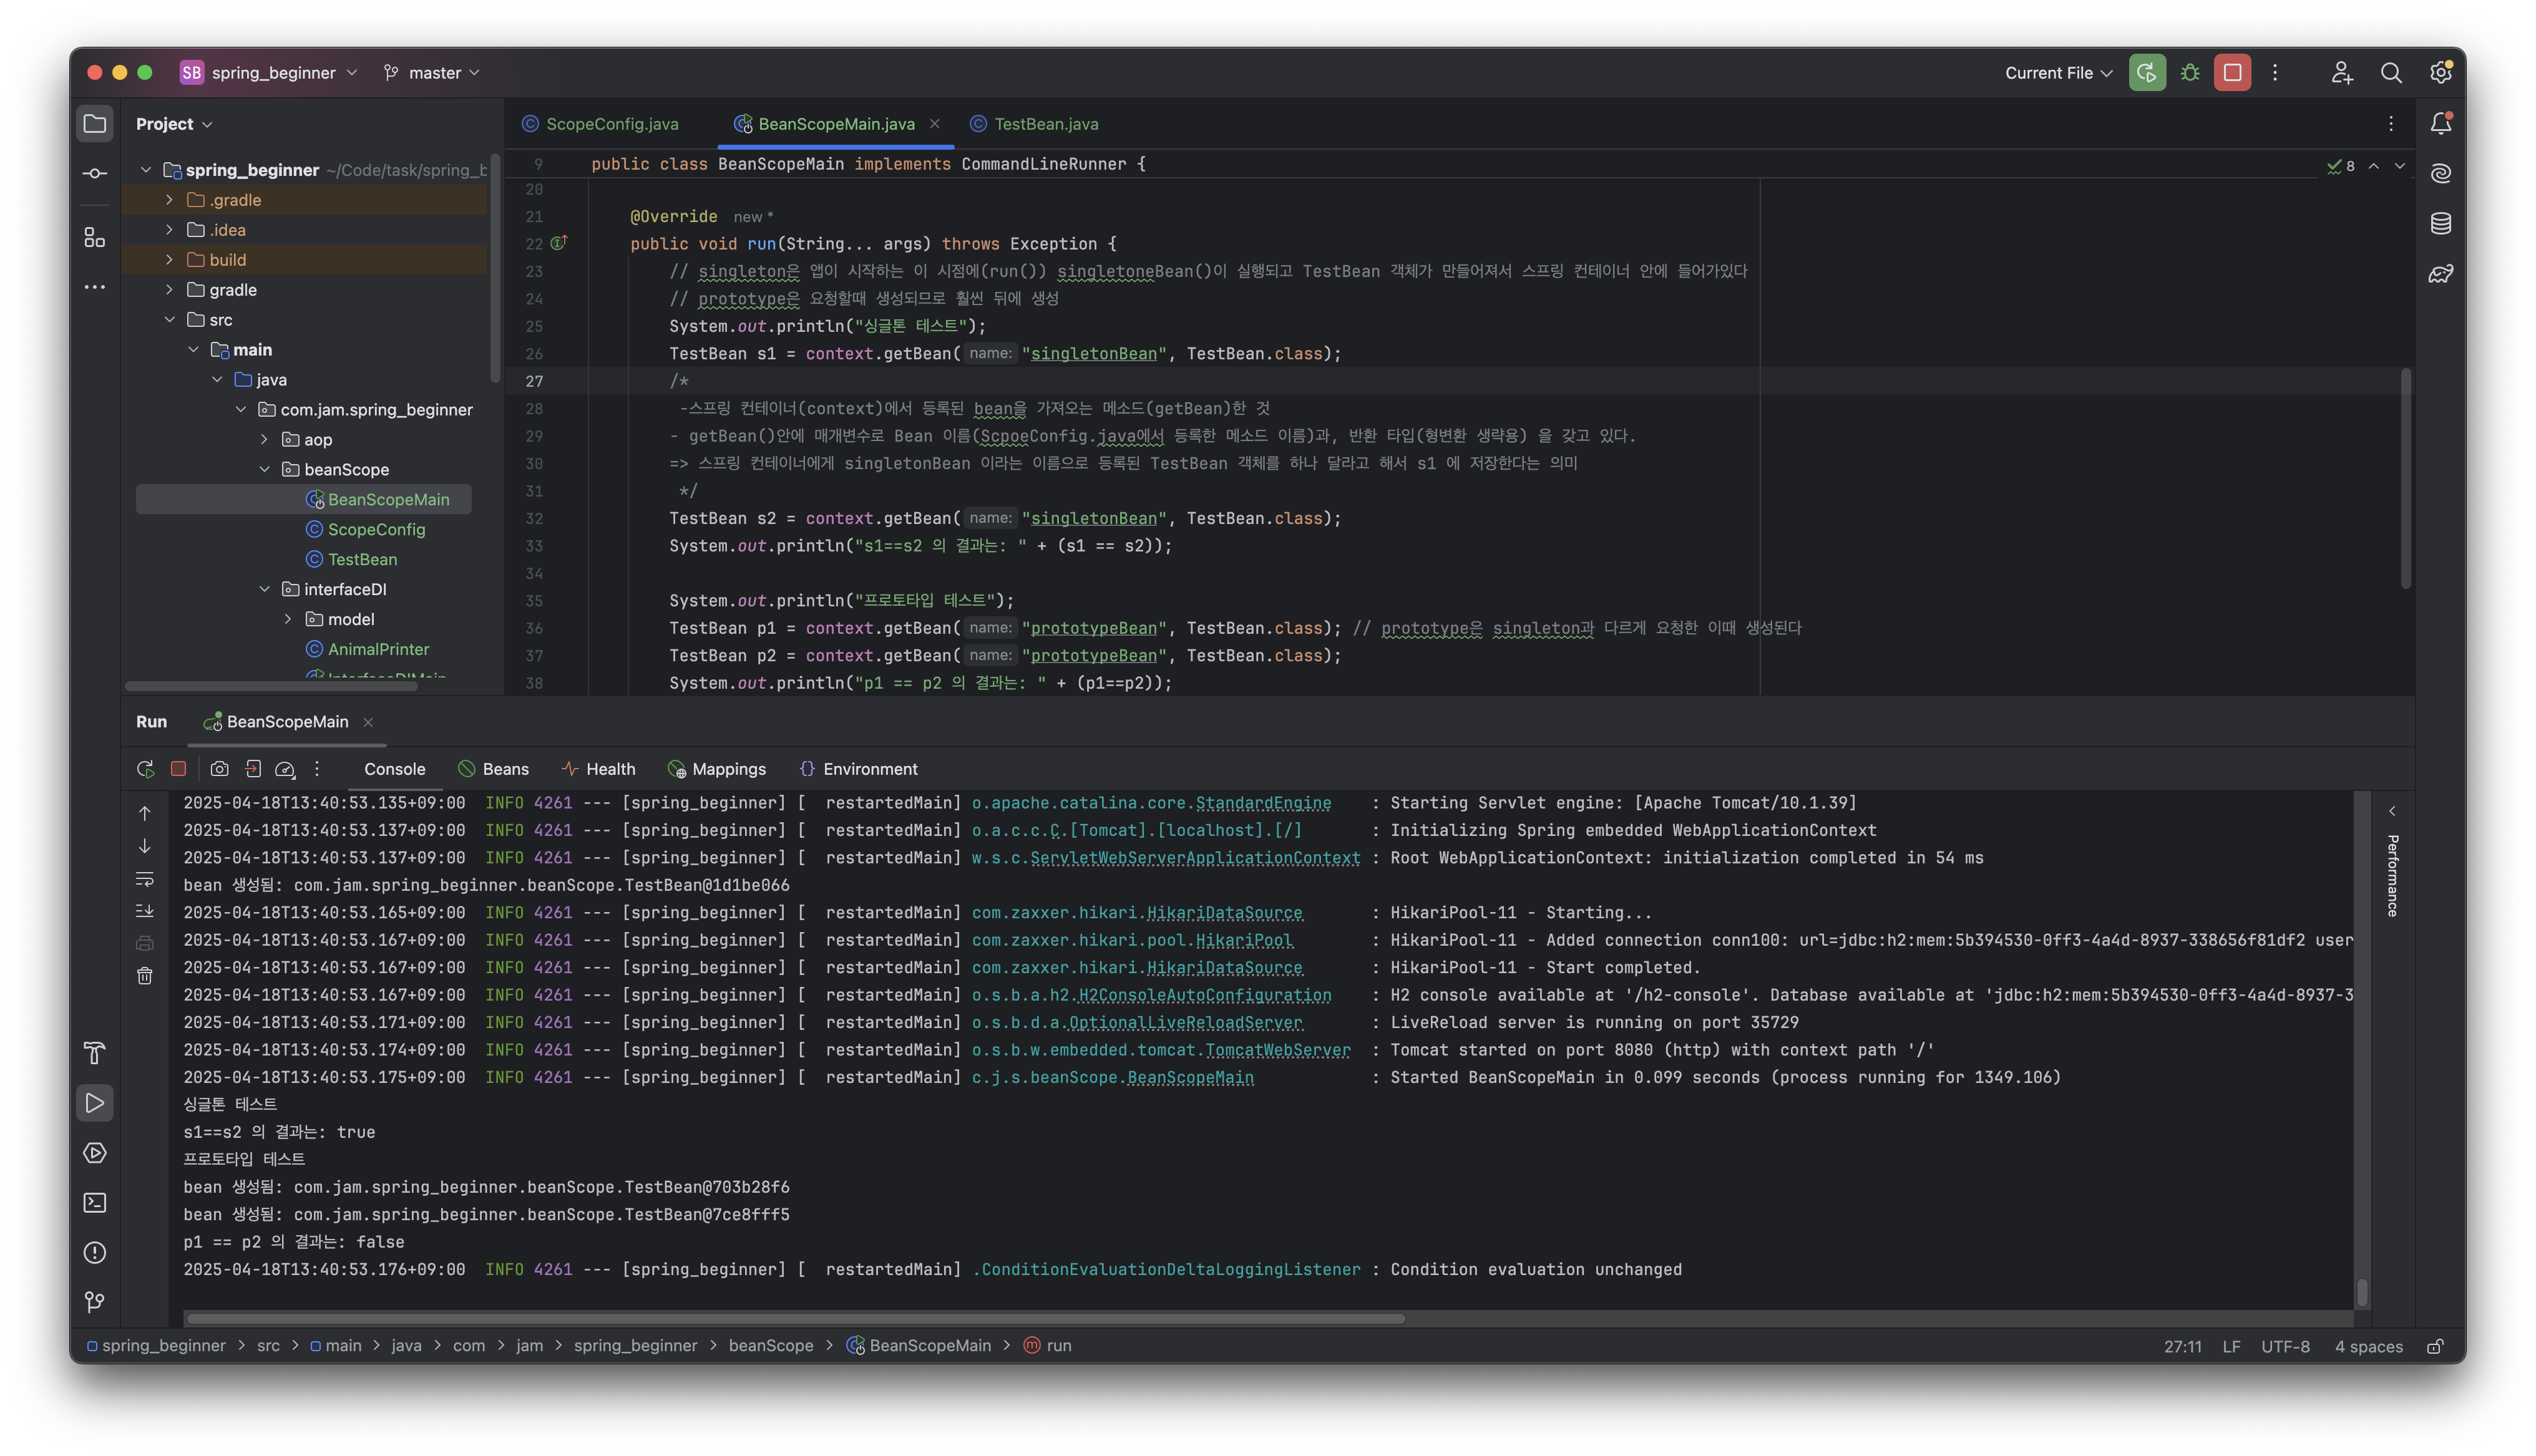 SB spring_beginner master Current File
Project
spring_beginner ~/Code/task/spring_b
.gradle
.idea
build
gradle
src
main
java
com.jam.spring_beginner
aop
beanScope
BeanScopeMain
ScopeConfig
TestBean
interfaceDI
model
AnimalPrinter
ScopeConfig.java BeanScopeMain.java TestBean.java
9 public class BeanScopeMain implements CommandLineRunner { 8
20
21 @Override new *
22 public void run(String... args) throws Exception {
23 // singleton은 앱이 시작하는 이 시점에(run()) singletoneBean()이 실행되고 TestBean 객체가 만들어져서 스프링 컨테이너 안에 들어가있다
24 // prototype은 요청할때 생성되므로 훨씬 뒤에 생성
25 System.out.println("싱글톤 테스트");
26 TestBean s1 = context.getBean( name: "singletonBean", TestBean.class);
27 /*
28 -스프링 컨테이너(context)에서 등록된 bean을 가져오는 메소드(getBean)한 것
29 - getBean()안에 매개변수로 Bean 이름(ScpoeConfig.java에서 등록한 메소드 이름)과, 반환 타입(형변환 생략용) 을 갖고 있다.
30 => 스프링 컨테이너에게 singletonBean 이라는 이름으로 등록된 TestBean 객체를 하나 달라고 해서 s1 에 저장한다는 의미
31 */
32 TestBean s2 = context.getBean( name: "singletonBean", TestBean.class);
33 System.out.println("s1==s2 의 결과는: " + (s1 == s2));
34
35 System.out.println("프로토타입 테스트");
36 TestBean p1 = context.getBean( name: "prototypeBean", TestBean.class); // prototype은 singleton과 다르게 요청한 이때 생성된다
37 TestBean p2 = context.getBean( name: "prototypeBean", TestBean.class);
38 System.out.println("p1 == p2 의 결과는: " + (p1==p2));
Run BeanScopeMain
Console Beans Health Mappings Environment
2025-04-18T13:40:53.135+09:00 INFO 4261 --- [spring_beginner] [ restartedMain] o.apache.catalina.core.StandardEngine : Starting Servlet engine: [Apache Tomcat/10.1.39]
2025-04-18T13:40:53.137+09:00 INFO 4261 --- [spring_beginner] [ restartedMain] o.a.c.c.C.[Tomcat].[localhost].[/] : Initializing Spring embedded WebApplicationContext
2025-04-18T13:40:53.137+09:00 INFO 4261 --- [spring_beginner] [ restartedMain] w.s.c.ServletWebServerApplicationContext : Root WebApplicationContext: initialization completed in 54 ms
bean 생성됨: com.jam.spring_beginner.beanScope.TestBean@1d1be066
2025-04-18T13:40:53.165+09:00 INFO 4261 --- [spring_beginner] [ restartedMain] com.zaxxer.hikari.HikariDataSource : HikariPool-11 - Starting...
2025-04-18T13:40:53.167+09:00 INFO 4261 --- [spring_beginner] [ restartedMain] com.zaxxer.hikari.pool.HikariPool : HikariPool-11 - Added connection conn100: url=jdbc:h2:mem:5b394530-0ff3-4a4d-8937-338656f81df2 user
2025-04-18T13:40:53.167+09:00 INFO 4261 --- [spring_beginner] [ restartedMain] com.zaxxer.hikari.HikariDataSource : HikariPool-11 - Start completed.
2025-04-18T13:40:53.167+09:00 INFO 4261 --- [spring_beginner] [ restartedMain] o.s.b.a.h2.H2ConsoleAutoConfiguration : H2 console available at '/h2-console'. Database available at 'jdbc:h2:mem:5b394530-0ff3-4a4d-8937-3
2025-04-18T13:40:53.171+09:00 INFO 4261 --- [spring_beginner] [ restartedMain] o.s.b.d.a.OptionalLiveReloadServer : LiveReload server is running on port 35729
2025-04-18T13:40:53.174+09:00 INFO 4261 --- [spring_beginner] [ restartedMain] o.s.b.w.embedded.tomcat.TomcatWebServer : Tomcat started on port 8080 (http) with context path '/'
2025-04-18T13:40:53.175+09:00 INFO 4261 --- [spring_beginner] [ restartedMain] c.j.s.beanScope.BeanScopeMain : Started BeanScopeMain in 0.099 seconds (process running for 1349.106)
싱글톤 테스트
s1==s2 의 결과는: true
프로토타입 테스트
bean 생성됨: com.jam.spring_beginner.beanScope.TestBean@703b28f6
bean 생성됨: com.jam.spring_beginner.beanScope.TestBean@7ce8fff5
p1 == p2 의 결과는: false
2025-04-18T13:40:53.176+09:00 INFO 4261 --- [spring_beginner] [ restartedMain] .ConditionEvaluationDeltaLoggingListener : Condition evaluation unchanged
Performance
spring_beginner > src > main > java > com > jam > spring_beginner > beanScope > BeanScopeMain > run 27:11 LF UTF-8 4 spaces